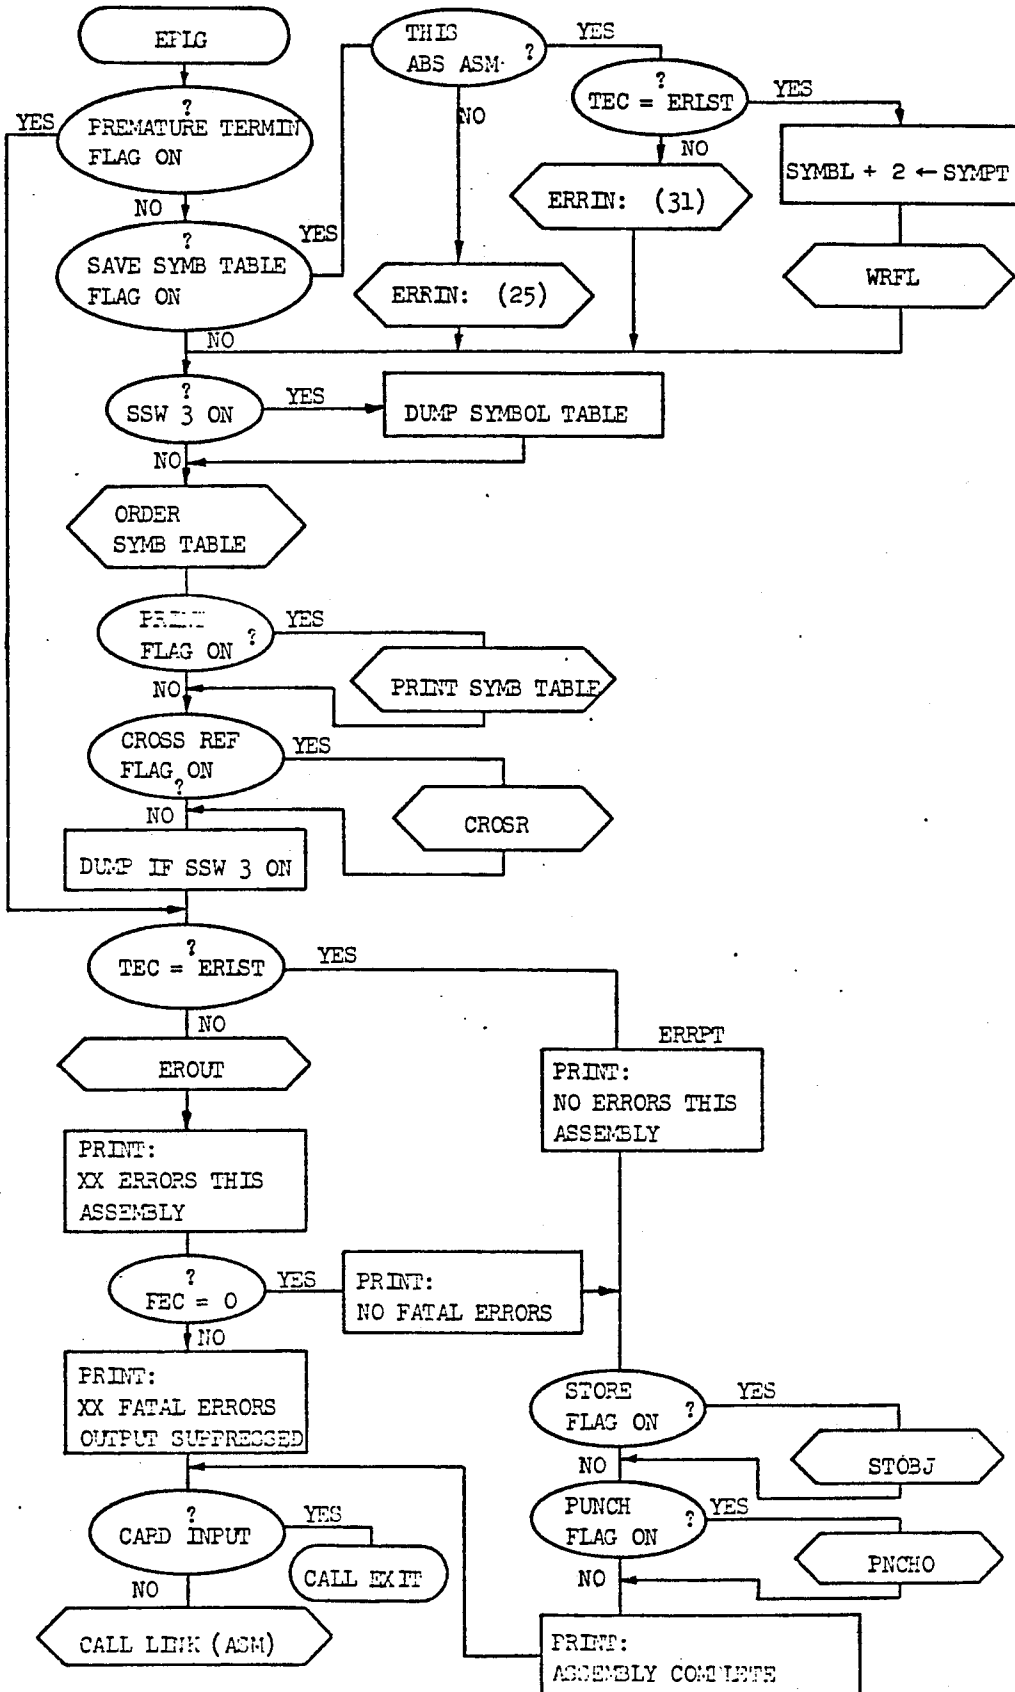 EPLG
THIS
ABS ASM
?
YES
NO
?
TEC = ERLST
YES
NO
SYMBL + 2 ← SYMPT
ERRIN: (31)
WRFL
?
PREMATURE TERMIN
FLAG ON
YES
NO
?
SAVE SYMB TABLE
FLAG ON
YES
NO
ERRIN: (25)
?
SSW 3 ON
YES
NO
DUMP SYMBOL TABLE
ORDER
SYMB TABLE
PRINT
FLAG ON
?
YES
NO
PRINT SYMB TABLE
CROSS REF
FLAG ON
?
YES
NO
CROSR
DUMP IF SSW 3 ON
?
TEC = ERLST
YES
NO
EROUT
ERRPT
PRINT:
NO ERRORS THIS
ASSEMBLY
PRINT:
XX ERRORS THIS
ASSEMBLY
?
FEC = 0
YES
NO
PRINT:
NO FATAL ERRORS
PRINT:
XX FATAL ERRORS
OUTPUT SUPPRESSED
STORE
FLAG ON
?
YES
NO
STOBJ
PUNCH
FLAG ON
?
YES
NO
PNCHO
?
CARD INPUT
YES
NO
CALL EXIT
CALL LINK (ASM)
PRINT:
ASSEMBLY COMPLETE